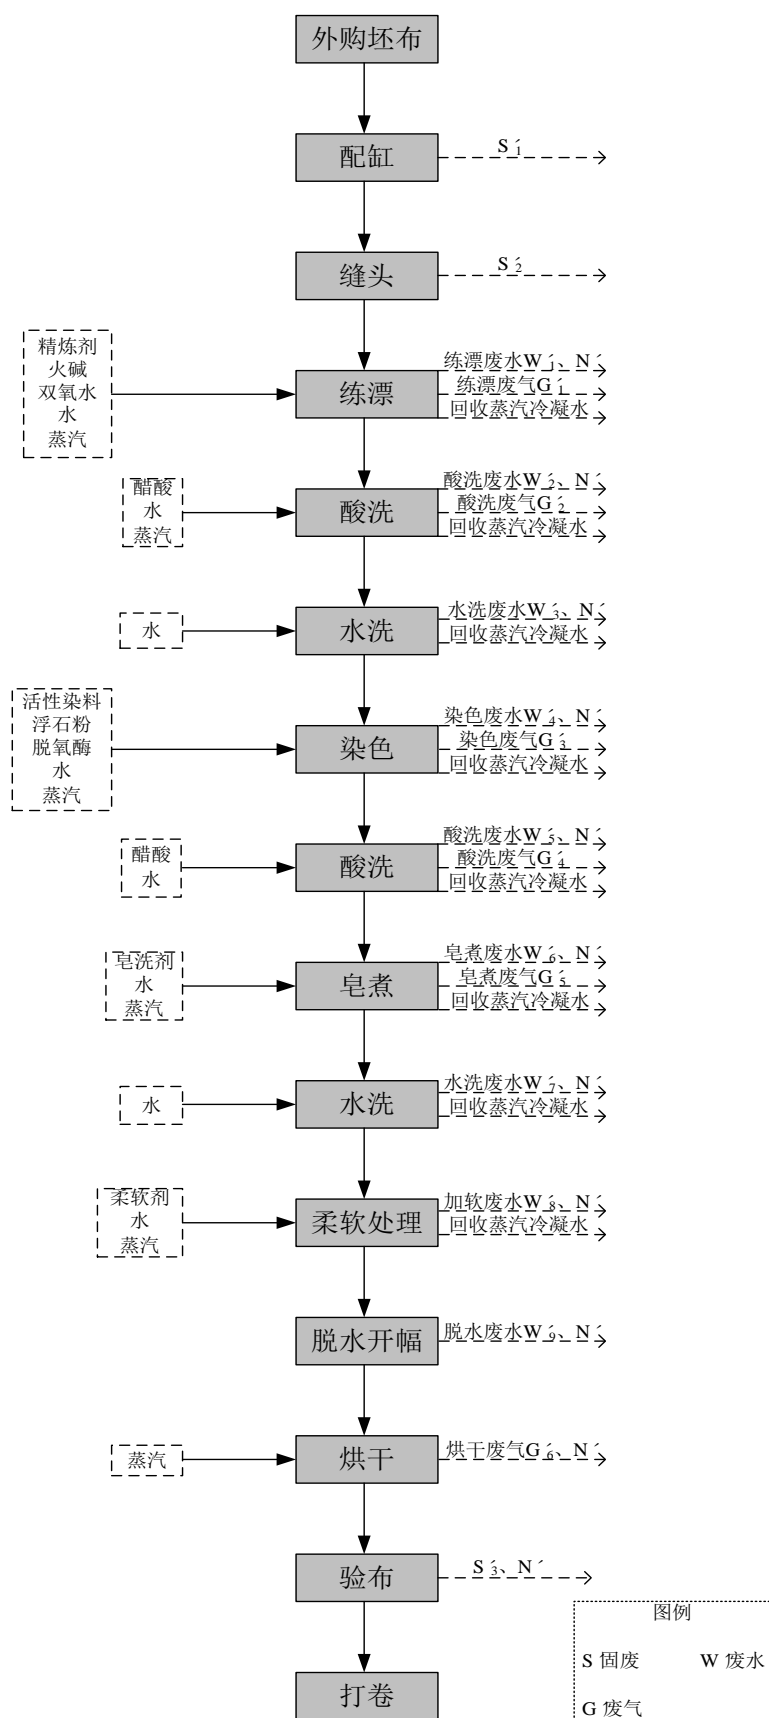 外购坯布
配缸
S´1
缝头
S´2
精炼剂
火碱
双氧水
水
蒸汽
练漂
练漂废水W´1、N´
练漂废气G´1
回收蒸汽冷凝水
醋酸
水
蒸汽
酸洗
酸洗废水W´2、N´
酸洗废气G´2
回收蒸汽冷凝水
水
水洗
水洗废水W´3、N´
回收蒸汽冷凝水
活性染料
浮石粉
脱氧酶
水
蒸汽
染色
染色废水W´4、N´
染色废气G´3
回收蒸汽冷凝水
醋酸
水
酸洗
酸洗废水W´5、N´
酸洗废气G´4
回收蒸汽冷凝水
皂洗剂
水
蒸汽
皂煮
皂煮废水W´6、N´
皂煮废气G´5
回收蒸汽冷凝水
水
水洗
水洗废水W´7、N´
回收蒸汽冷凝水
柔软剂
水
蒸汽
柔软处理
加软废水W´8、N´
回收蒸汽冷凝水
脱水开幅
脱水废水W´9、N´
蒸汽
烘干
烘干废气G´6、N´
验布
S´3、N´
打卷
图例
S 固废 W 废水
G 废气